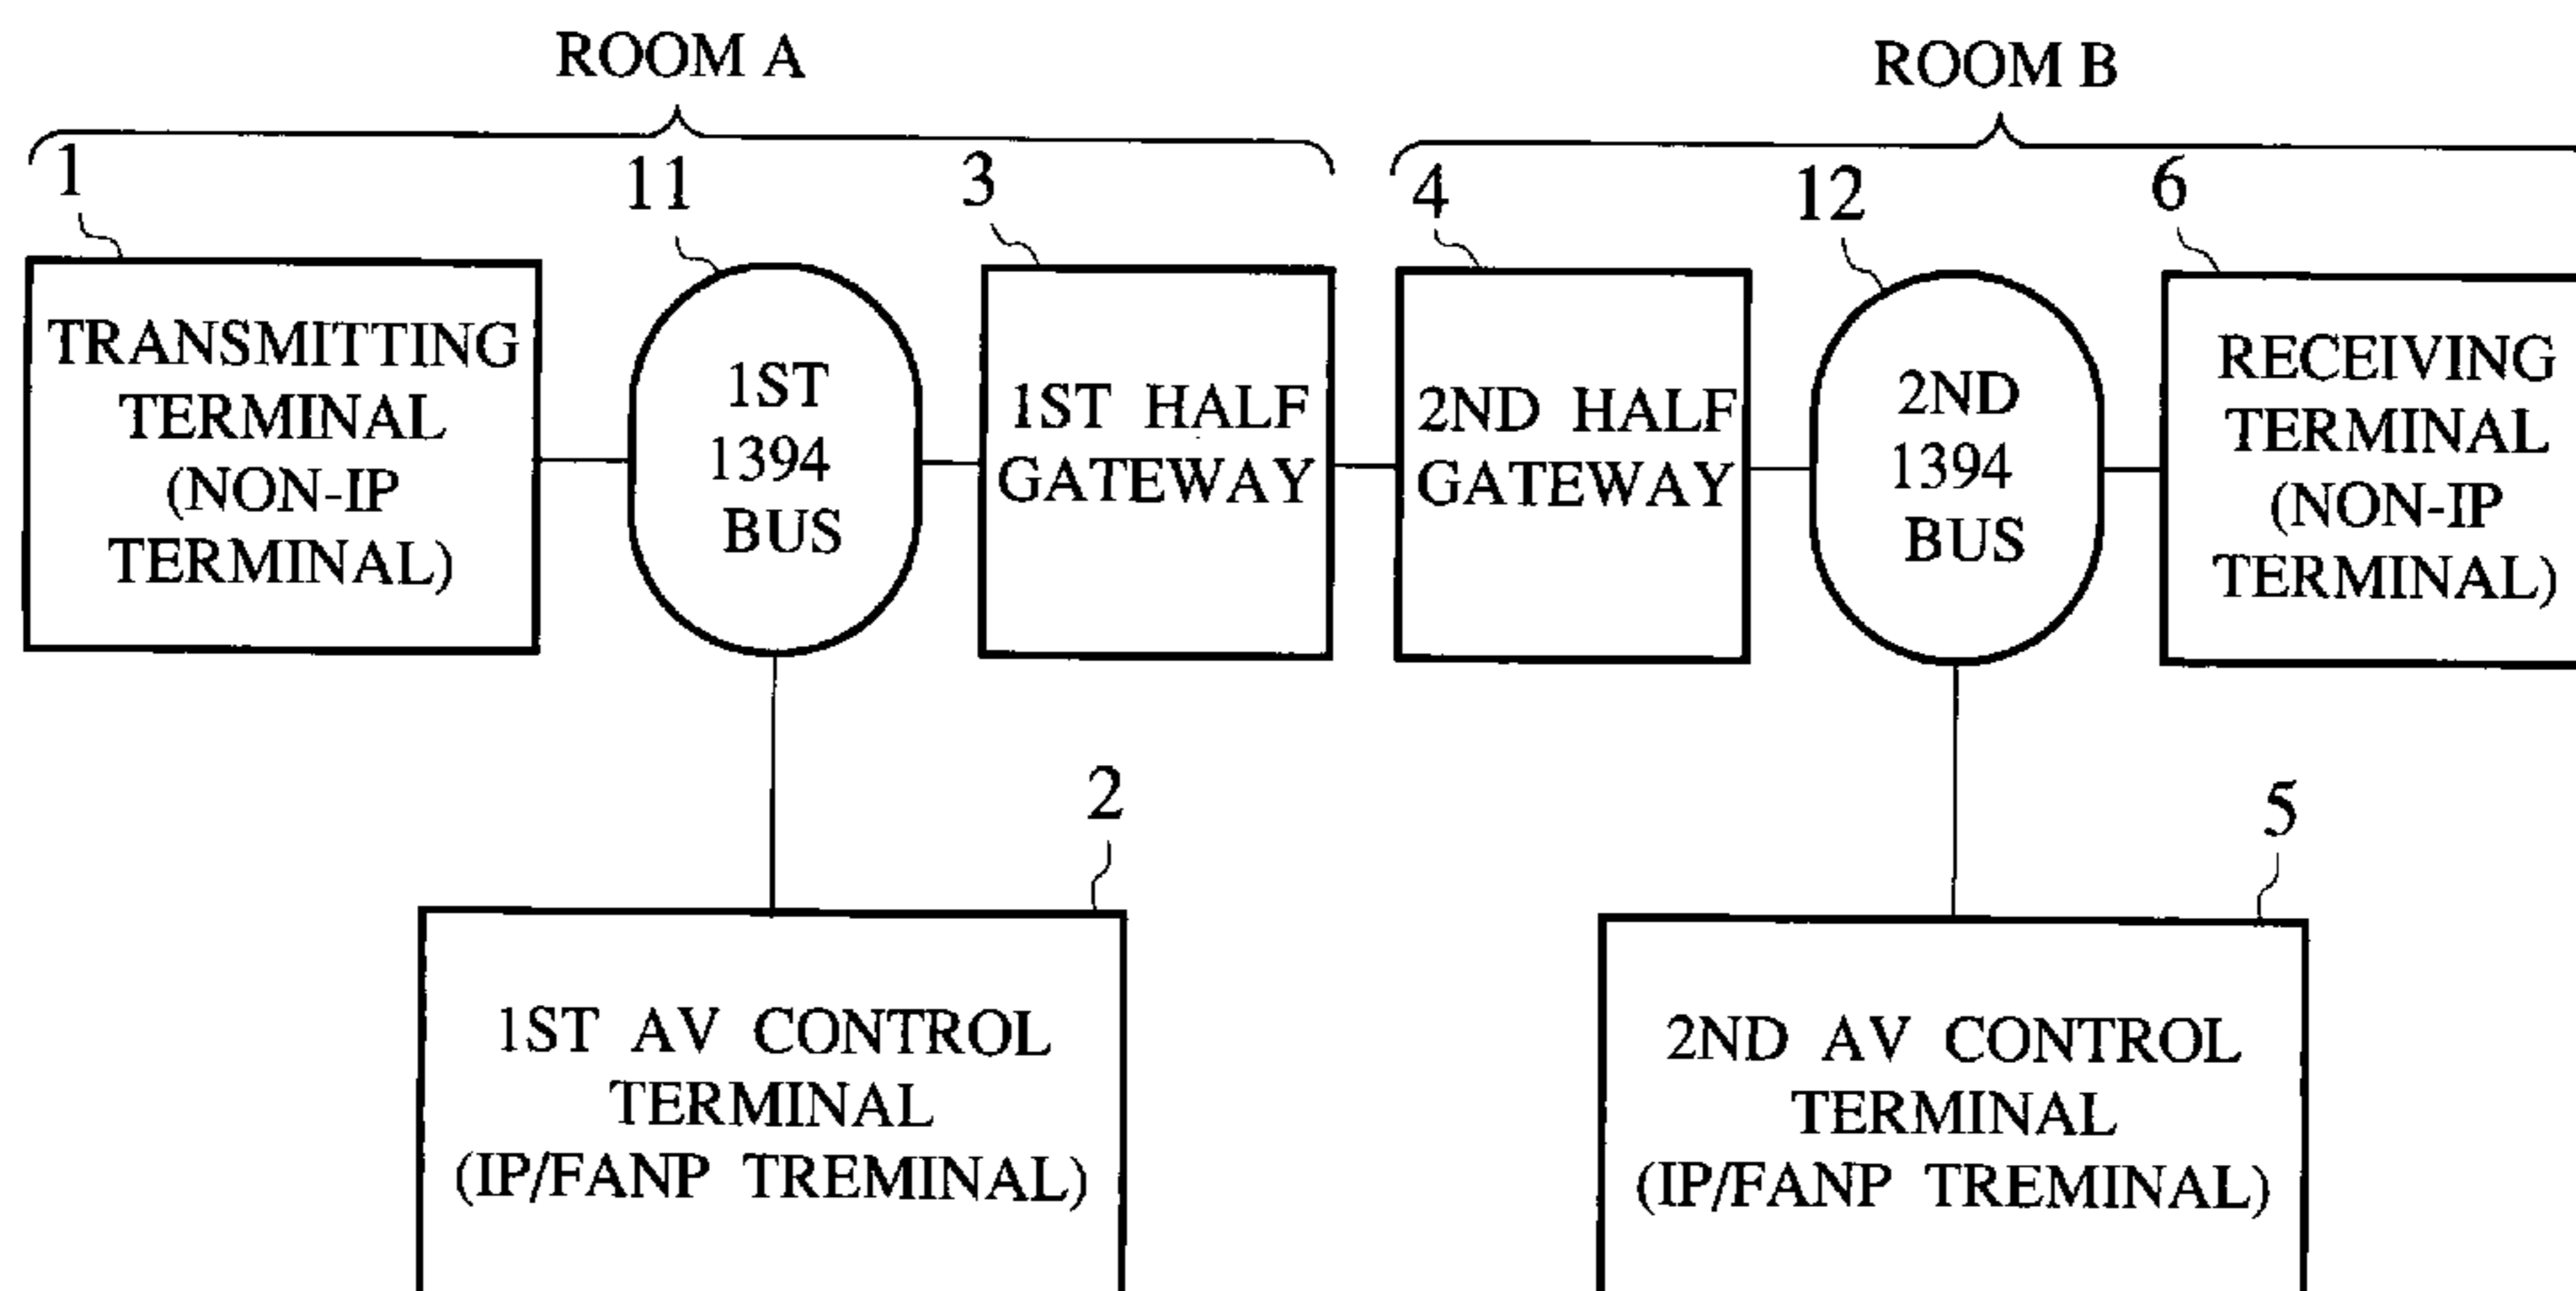 ROOM A
ROOM B
1
11
3
4
12
6
TRANSMITTING
TERMINAL
(NON-IP
TERMINAL)
1ST
1394
BUS
1ST HALF
GATEWAY
2ND HALF
GATEWAY
2ND
1394
BUS
RECEIVING
TERMINAL
(NON-IP
TERMINAL)
2
5
1ST AV CONTROL
TERMINAL
(IP/FANP TREMINAL)
2ND AV CONTROL
TERMINAL
(IP/FANP TREMINAL)